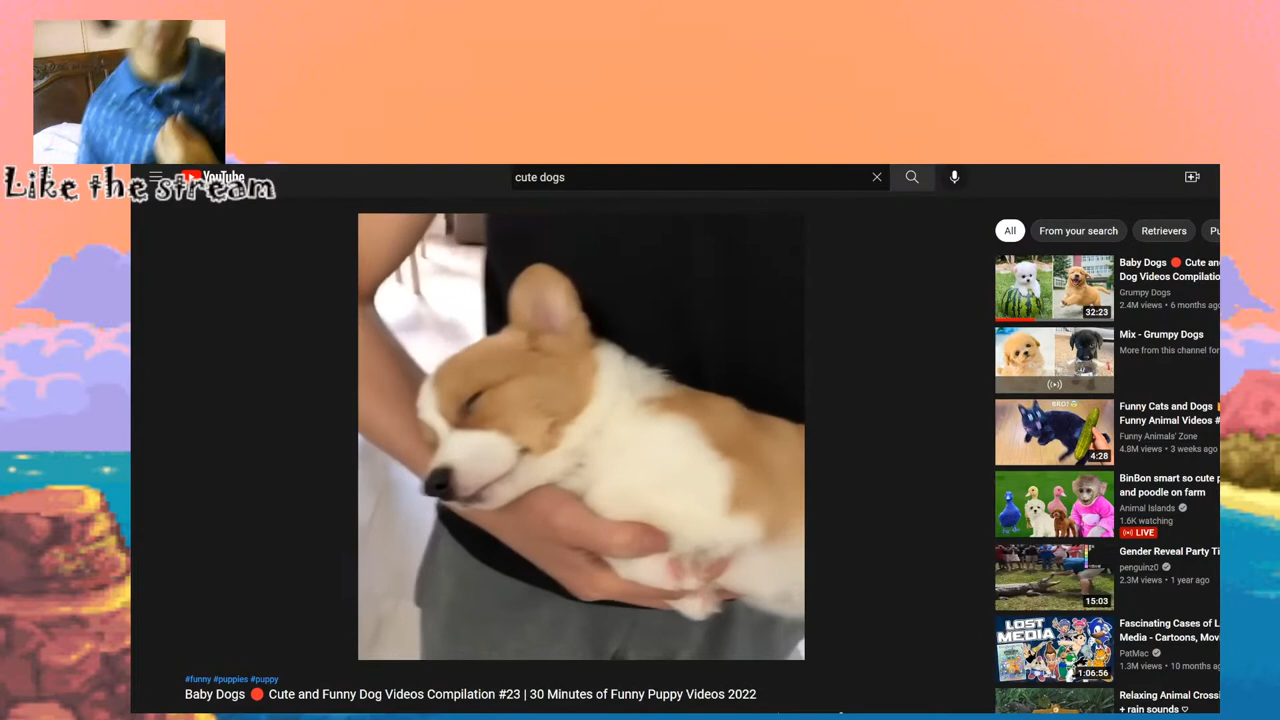 Like the stream
YouTube
cute dogs
All
From your search
Retrievers
Pu
Baby Dogs 🔴 Cute an
Dog Videos Compilatio
Grumpy Dogs
2.4M views • 6 months ago
32:23
Mix - Grumpy Dogs
More from this channel for
BRO?
Funny Cats and Dogs
Funny Animal Videos #
Funny Animals' Zone
4.8M views • 3 weeks ago
4:28
BinBon smart so cute p
and poodle on farm
Animal Islands
1.6K watching
LIVE
Gender Reveal Party Ti
penguinz0
2.3M views • 1 year ago
15:03
LOST
MEDIA
Fascinating Cases of L
Media - Cartoons, Mov
PatMac
1.3M views • 10 months ag
1:06:56
Relaxing Animal Crossi
+ rain sounds ♡
#funny #puppies #puppy
Baby Dogs 🔴 Cute and Funny Dog Videos Compilation #23 | 30 Minutes of Funny Puppy Videos 2022